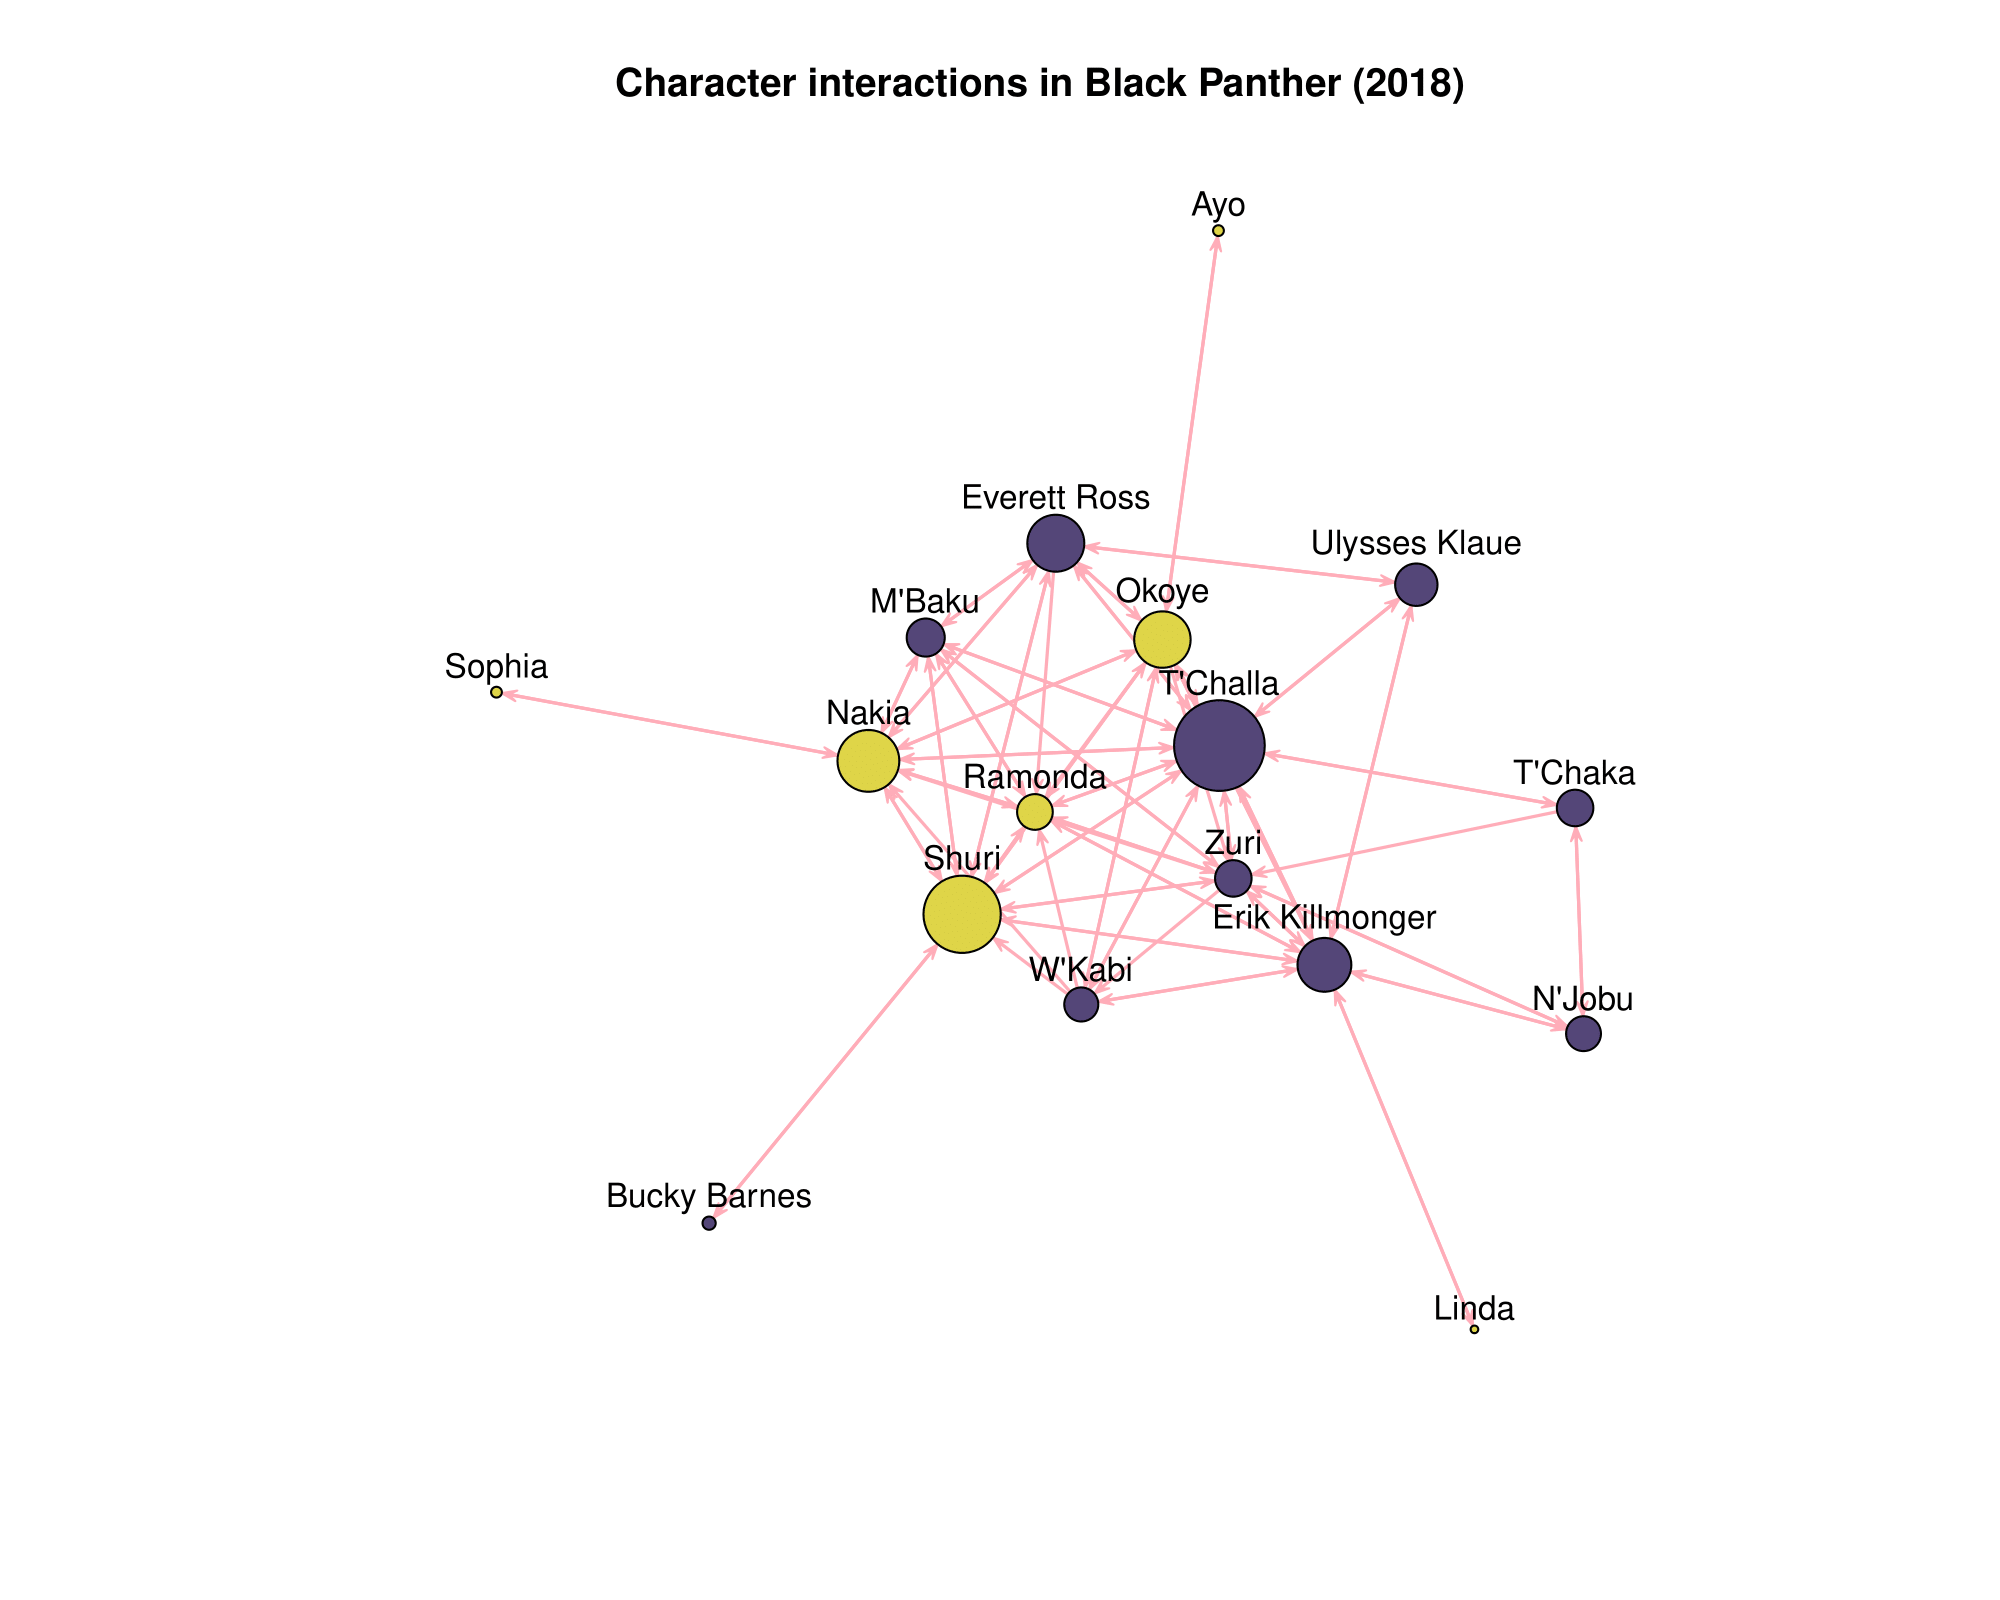 Character interactions in Black Panther (2018)
Ayo
Everett Ross
Ulysses Klaue
Okoye
M'Baku
Sophia
T'Challa
Nakia
Ramonda
T'Chaka
Zuri
Shuri
Erik Killmonger
W'Kabi
N'Jobu
Bucky Barnes
Linda